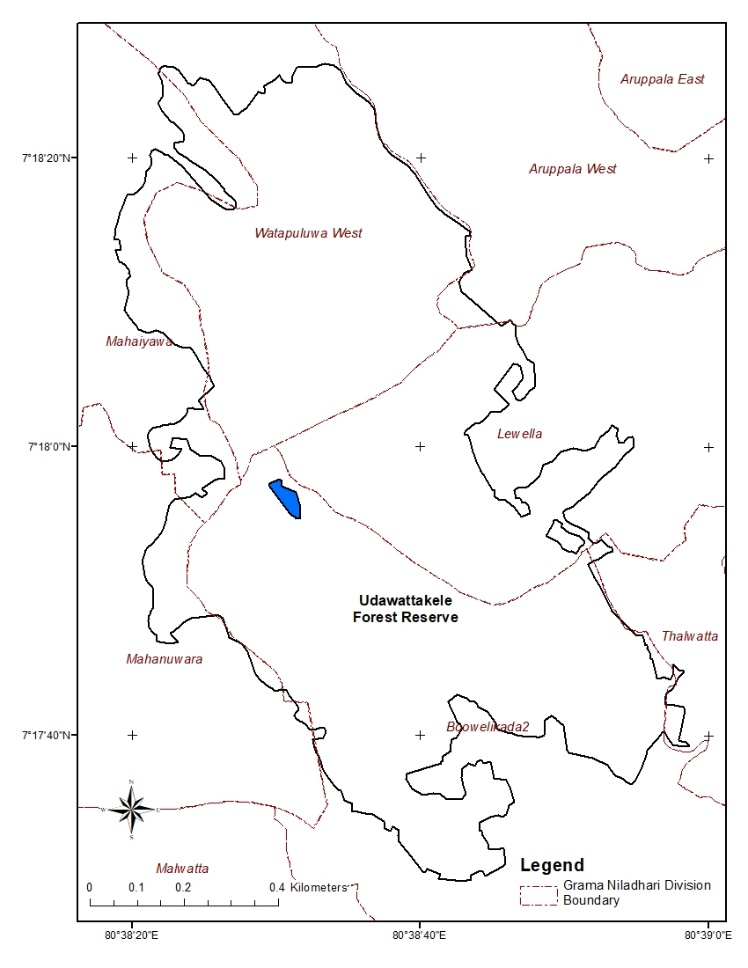 Aruppala East
7°18'20"N
Aruppala West
Watapuluwa West
Mahaiyawa
Lewella
7°18'0"N
Udawattakele
Forest Reserve
Thalwatta
Mahanuwara
Boowelikada2
7°17'40"N
N
W
E
S
Malwatta
Legend
Grama Niladhari Division
Boundary
0 0.1 0.2 0.4 Kilometers
80°38'20"E 80°38'40"E 80°39'0"E